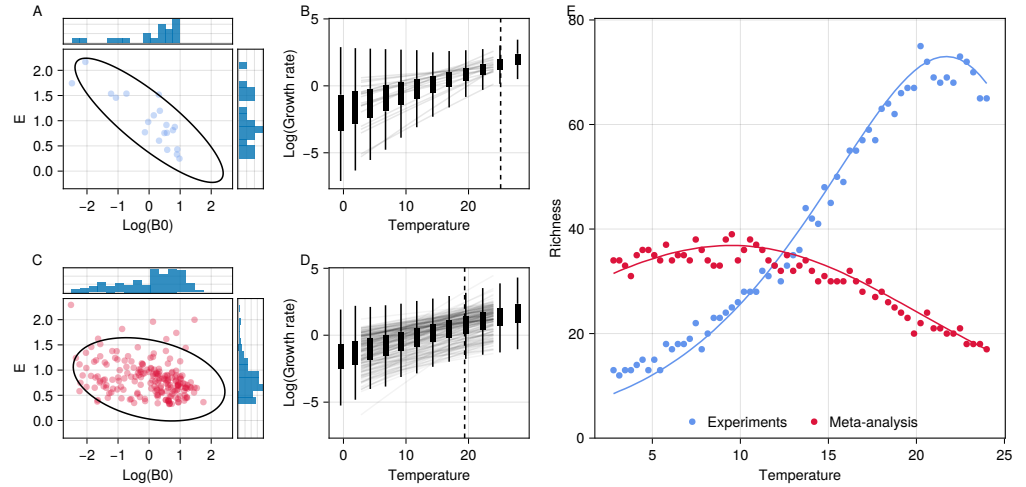 A
2.0
1.5
1.0
0.5
0.0
E
−2
−1
0
1
2
Log(B0)
B
5
0
−5
Log(Growth rate)
0
10
20
Temperature
C
2.0
1.5
1.0
0.5
0.0
E
−2
−1
0
1
2
Log(B0)
D
5
0
−5
Log(Growth rate)
0
10
20
Temperature
E
80
60
40
20
0
Richness
Experiments
Meta-analysis
5
10
15
20
25
Temperature